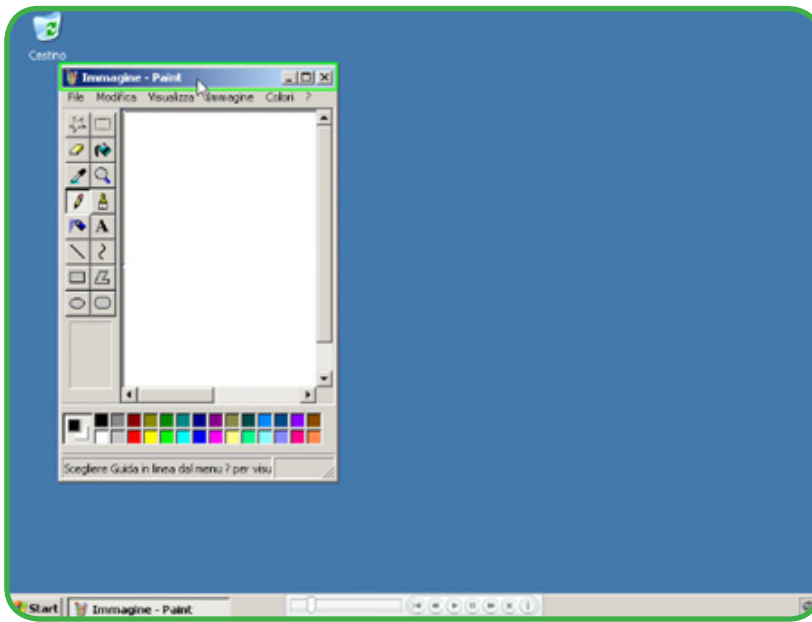 Cestino
Immagine - Paint
File Modifica Visualizza Immagine Colori ?
A
Scegliere Guida in linea dal menu ? per visu
Start Immagine - Paint